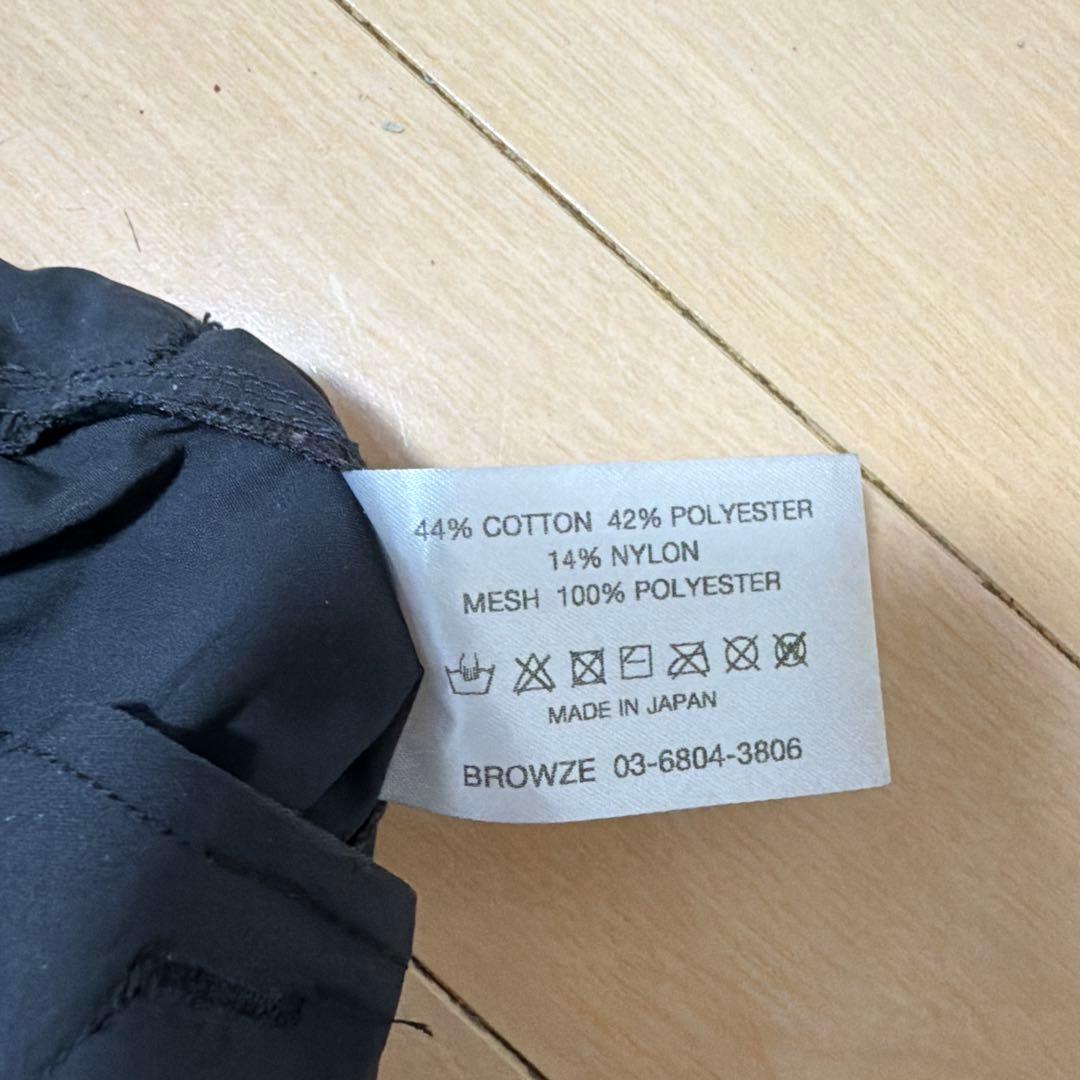 44% COTTON 42% POLYESTER
14% NYLON
MESH 100% POLYESTER
MADE IN JAPAN
BROWZE 03-6804-3806